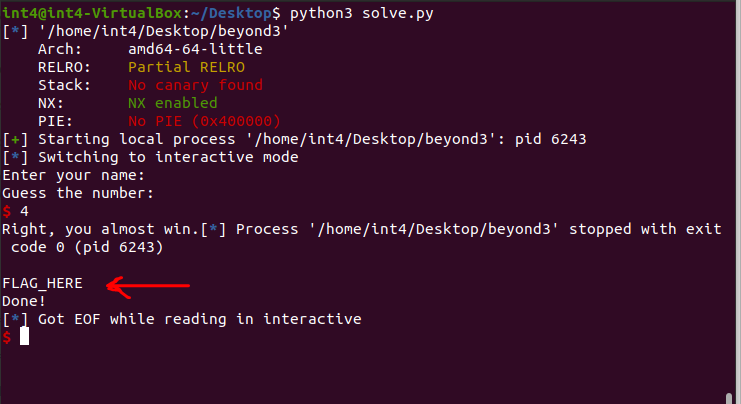 int4@int4-VirtualBox:~/Desktop$ python3 solve.py
[*] '/home/int4/Desktop/beyond3'
    Arch:     amd64-64-little
    RELRO:    Partial RELRO
    Stack:    No canary found
    NX:       NX enabled
    PIE:      No PIE (0x400000)
[+] Starting local process '/home/int4/Desktop/beyond3': pid 6243
[*] Switching to interactive mode
Enter your name:
Guess the number:
$ 4
Right, you almost win.[*] Process '/home/int4/Desktop/beyond3' stopped with exit
 code 0 (pid 6243)
FLAG_HERE
Done!
[*] Got EOF while reading in interactive
$